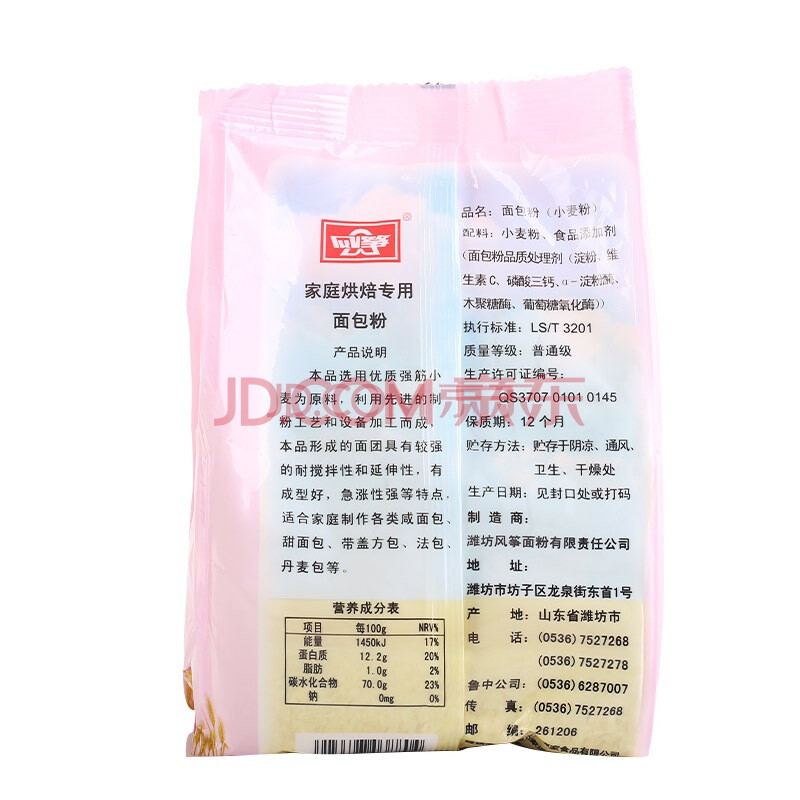 风筝
®
家庭烘焙专用
面包粉
产品说明
本品选用优质强筋小
麦为原料，利用先进的制
粉工艺和设备加工而成。
本品形成的面团具有较强
的耐搅拌性和延伸性，有
成型好，急涨性强等特点，
适合家庭制作各类咸面包、
甜面包、带盖方包、法包、
丹麦包等。
营养成分表
项目 每100g NRV%
能量 1450kJ 17%
蛋白质 12.2g 20%
脂肪 1.0g 2%
碳水化合物 70.0g 23%
钠 0mg 0%
品名：面包粉（小麦粉）
配料：小麦粉、食品添加剂
（面包粉品质处理剂（淀粉、维
生素C、磷酸三钙、α-淀粉酶、
木聚糖酶、葡萄糖氧化酶））
执行标准：LS/T 3201
质量等级：普通级
生产许可证编号：
QS3707 0101 0145
保质期：12个月
贮存方法：贮存于阴凉、通风、
卫生、干燥处
生产日期：见封口处或打码
制造商：
潍坊风筝面粉有限责任公司
地址：
潍坊市坊子区龙泉街东首1号
产地：山东省潍坊市
电话：(0536)7527268
(0536)7527278
鲁中公司：(0536)6287007
传真：(0536)7527268
邮编：261206
食品有限公司
JD.COM京东